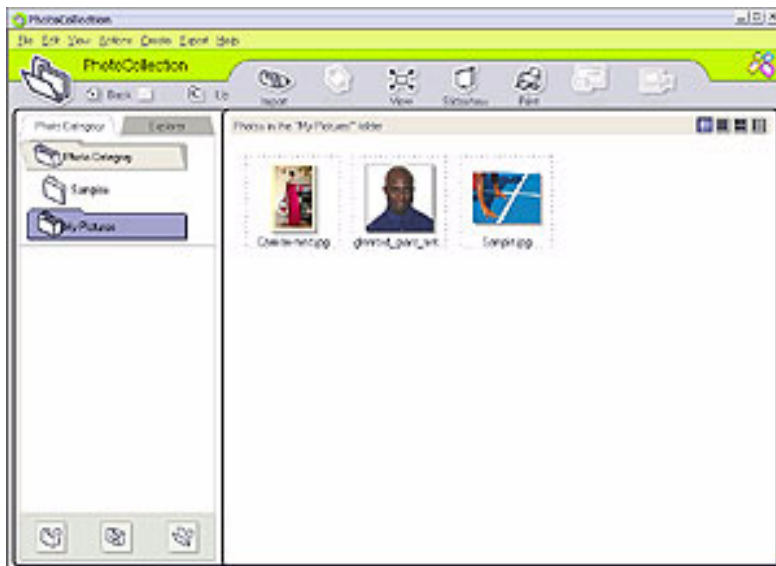 PhotoCollection
File Edit View Actions Create Export Help
PhotoCollection
Back Up
Import View Slideshow Print
Photo Category Explorer
Photos in the "My Pictures" folder
Photo Category
Samples
My Pictures
Sample.jpg